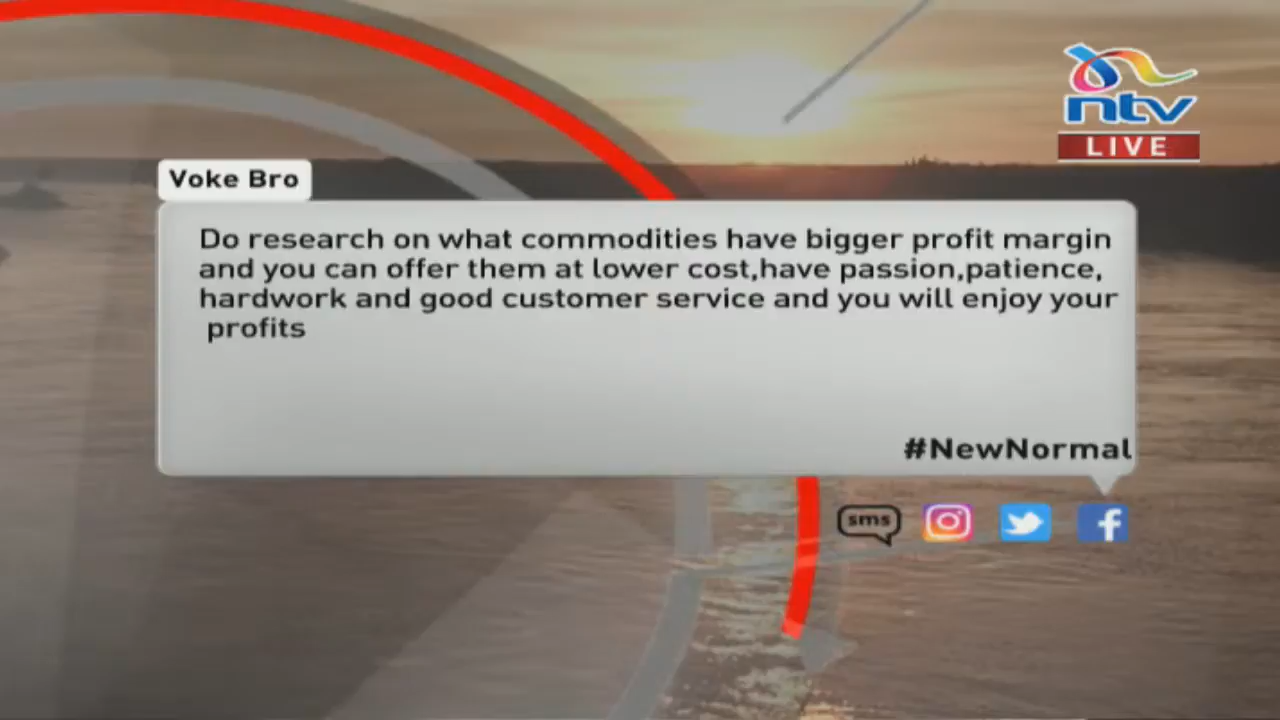 ntv
LIVE
Voke Bro
Do research on what commodities have bigger profit margin
and you can offer them at lower cost,have passion,patience,
hardwork and good customer service and you will enjoy your
profits
#NewNormal
sms